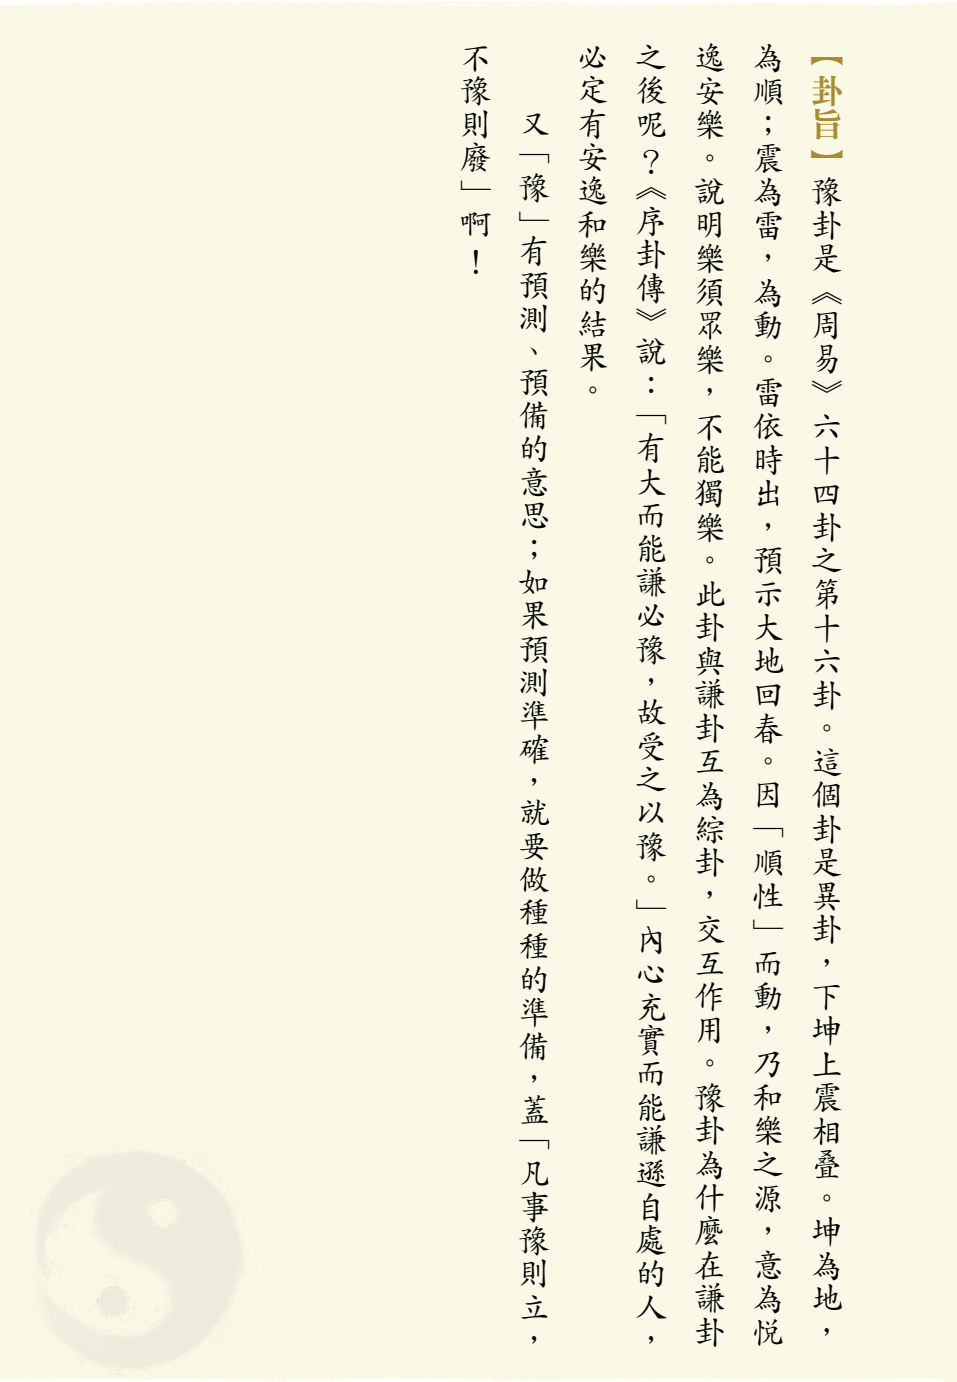 【卦旨】豫卦是《周易》六十四卦之第十六卦。這個卦是異卦，下坤上震相叠。坤為地，
為順；震為雷，為動。雷依時出，預示大地回春。因「順性」而動，乃和樂之源，意為悦
逸安樂。說明樂須眾樂，不能獨樂。此卦與謙卦互為綜卦，交互作用。豫卦為什麼在謙卦
之後呢？《序卦傳》說：「有大而能謙必豫，故受之以豫。」內心充實而能謙遜自處的人，
必定有安逸和樂的結果。
又「豫」有預測、預備的意思；如果預測準確，就要做種種的準備，蓋「凡事豫則立，
不豫則廢」啊！